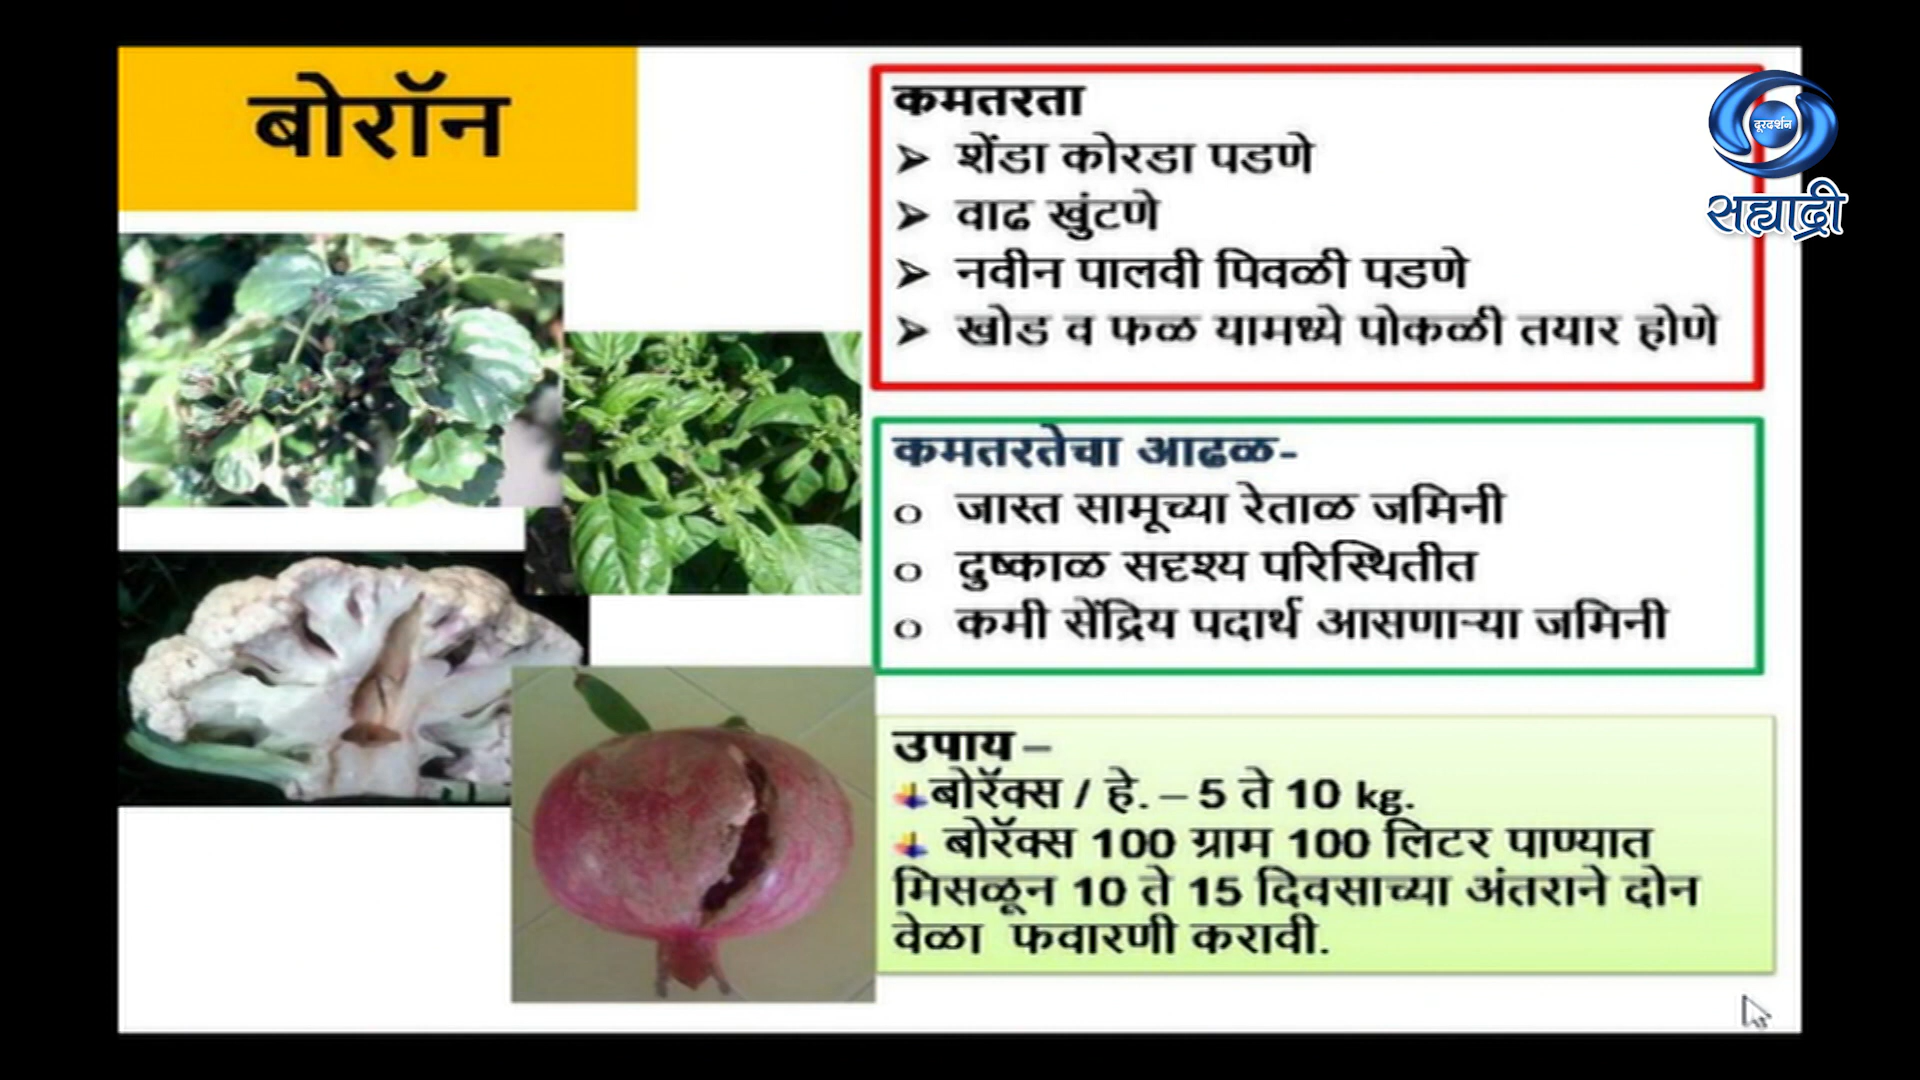 बोरॉन
कमतरता
➢ शेंडा कोरडा पडणे
➢ वाढ खुंटणे
➢ नवीन पालवी पिवळी पडणे
➢ खोड व फळ यामध्ये पोकळी तयार होणे
दूरदर्शन
सह्याद्री
कमतरतेचा आढळ-
o जास्त सामूच्या रेताळ जमिनी
o दुष्काळ सदृश्य परिस्थितीत
o कमी सेंद्रिय पदार्थ आसणाऱ्या जमिनी
उपाय –
बोरॅक्स / हे. – 5 ते 10 kg.
बोरॅक्स 100 ग्राम 100 लिटर पाण्यात
मिसळून 10 ते 15 दिवसाच्या अंतराने दोन
वेळा फवारणी करावी.